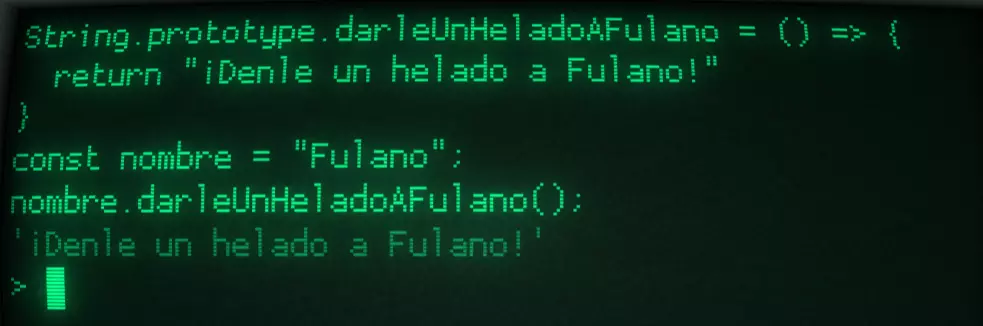 String.prototype.darleUnHeladoAFulano = () => {
  return "¡Denle un helado a Fulano!"
}
const nombre = "Fulano";
nombre.darleUnHeladoAFulano();
'¡Denle un helado a Fulano!'
>